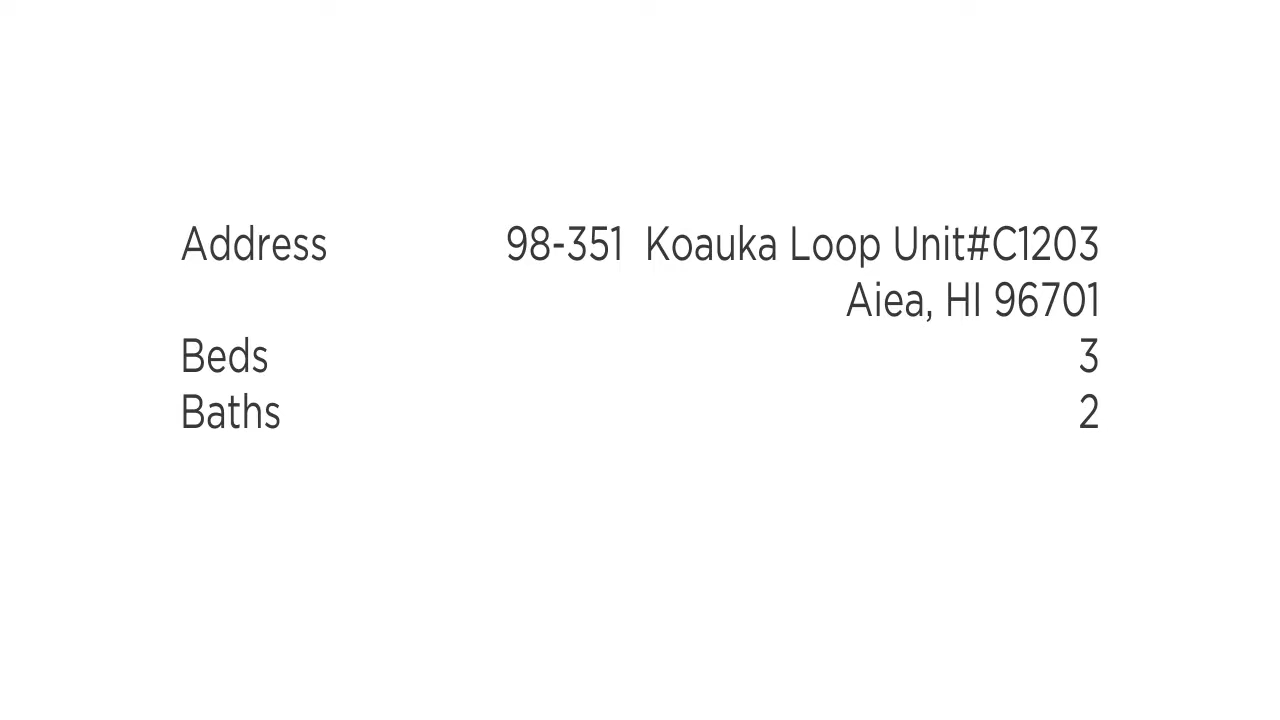 Address 98-351 Koauka Loop Unit#C1203
Aiea, HI 96701
Beds 3
Baths 2